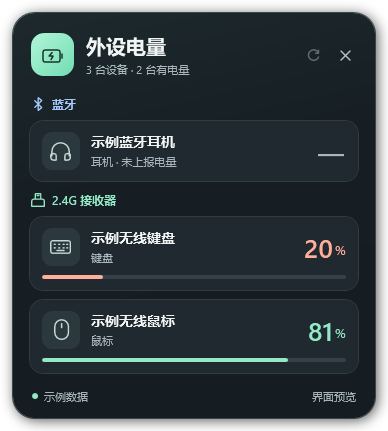 外设电量
3 台设备 · 2 台有电量
蓝牙
示例蓝牙耳机
耳机 · 未上报电量
—
2.4G 接收器
示例无线键盘
键盘
20%
示例无线鼠标
鼠标
81%
示例数据
界面预览